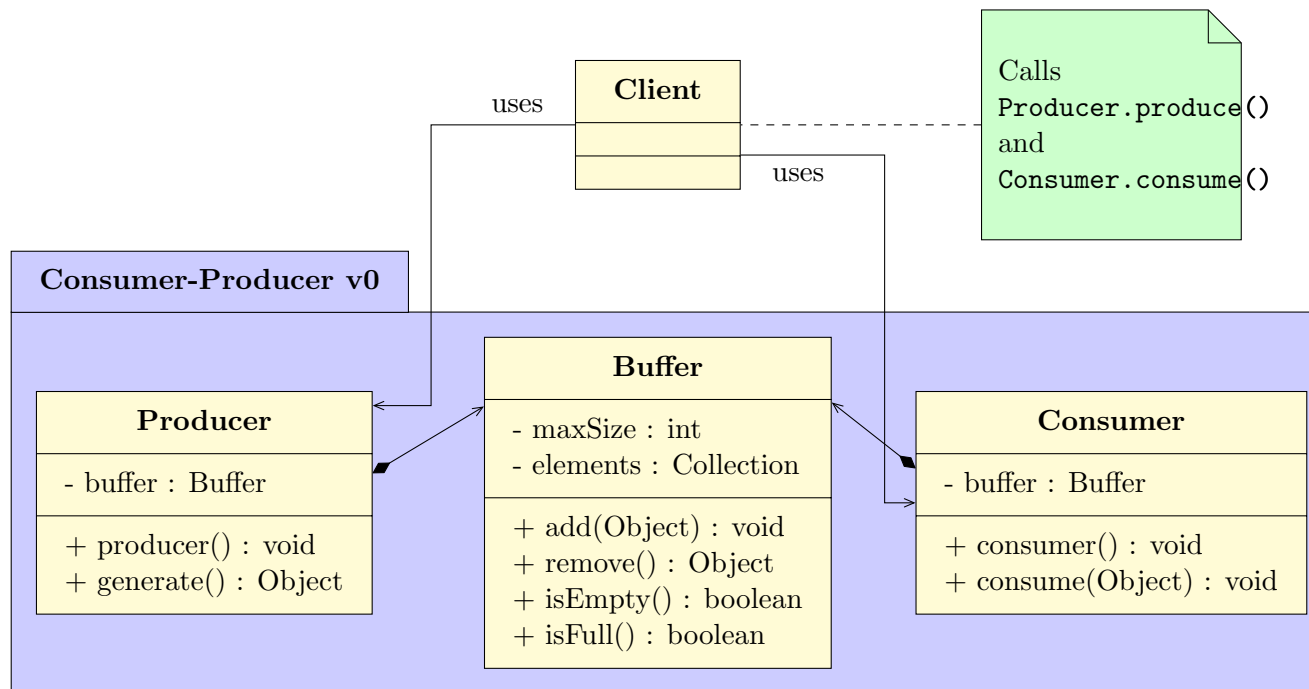 Client
uses
uses
Calls
Producer.produce()
and
Consumer.consume()
Consumer-Producer v0
Producer
- buffer : Buffer
+ producer() : void
+ generate() : Object
Buffer
- maxSize : int
- elements : Collection
+ add(Object) : void
+ remove() : Object
+ isEmpty() : boolean
+ isFull() : boolean
Consumer
- buffer : Buffer
+ consumer() : void
+ consume(Object) : void